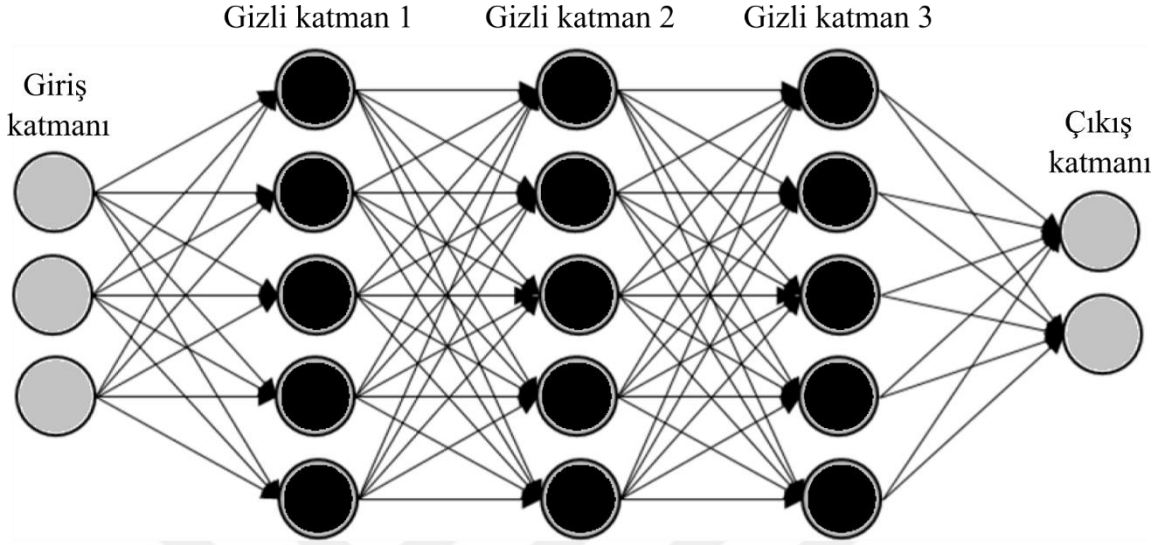 Gizli katman 1
Gizli katman 2
Gizli katman 3
Giriş
katmanı
Çıkış
katmanı